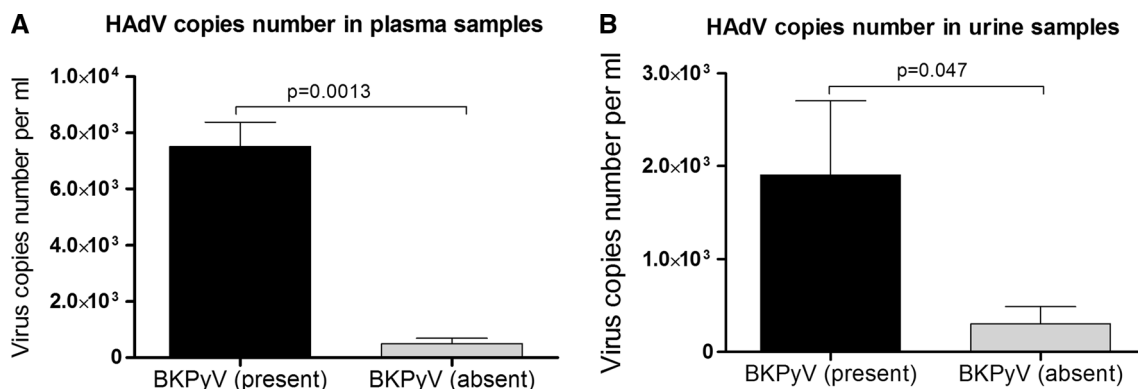 A
HAdV copies number in plasma samples
Virus copies number per ml
1.0×10⁴
8.0×10³
6.0×10³
4.0×10³
2.0×10³
0
p=0.0013
BKPyV (present)
BKPyV (absent)
B
HAdV copies number in urine samples
Virus copies number per ml
3.0×10³
2.0×10³
1.0×10³
0
p=0.047
BKPyV (present)
BKPyV (absent)